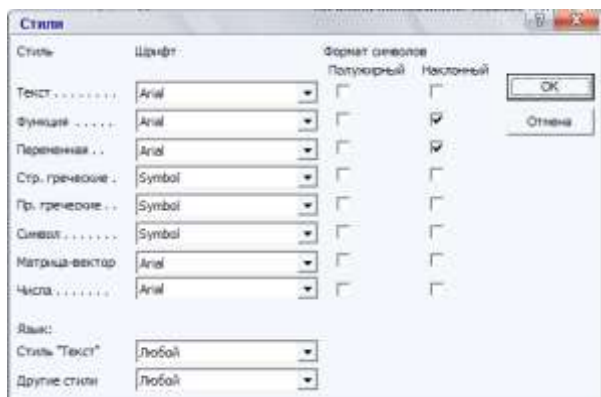 Стили
Стиль Шрифт Формат символов
Полужирный Наклонный
Текст . . . . . . . . Arial OK
Функция . . . . . Arial Отмена
Переменная . . Arial
Стр. греческие . Symbol
Пр. греческие . . Symbol
Символ . . . . . . . Symbol
Матрица-вектор Arial
Числа . . . . . . . Arial
Язык:
Стиль "Текст" Любой
Другие стили Любой